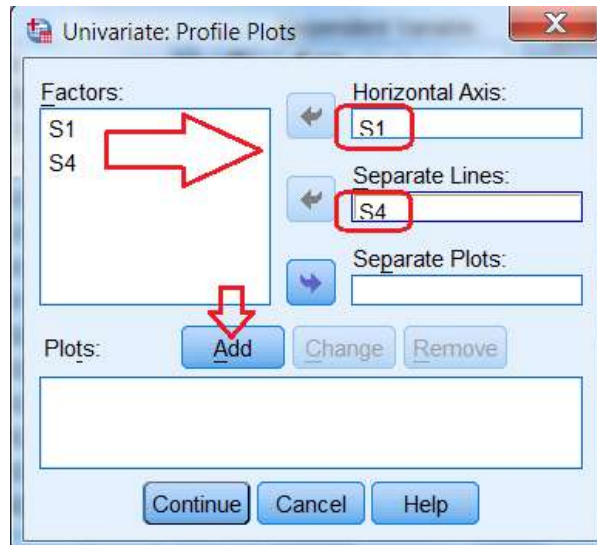 Univariate: Profile Plots
Factors:
S1
S4
Horizontal Axis:
S1
Separate Lines:
S4
Separate Plots:
Plots:
Add
Change
Remove
Continue
Cancel
Help